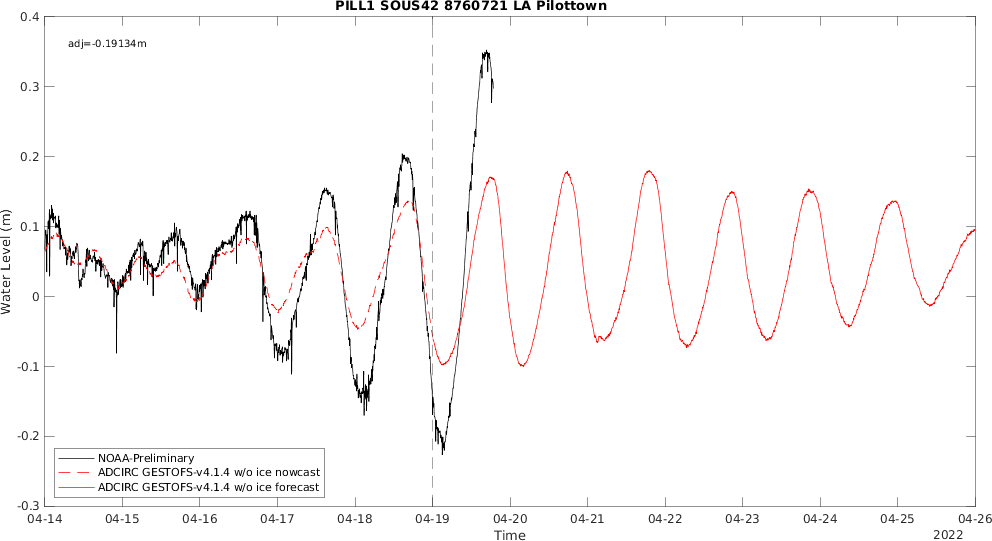 PILL1 SOUS42 8760721 LA Pilottown
adj=-0.19134m
Water Level (m)
0.4
0.3
0.2
0.1
0
-0.1
-0.2
-0.3
NOAA-Preliminary
ADCIRC GESTOFS-v4.1.4 w/o ice nowcast
ADCIRC GESTOFS-v4.1.4 w/o ice forecast
04-14 04-15 04-16 04-17 04-18 04-19 04-20 04-21 04-22 04-23 04-24 04-25 04-26
Time
2022